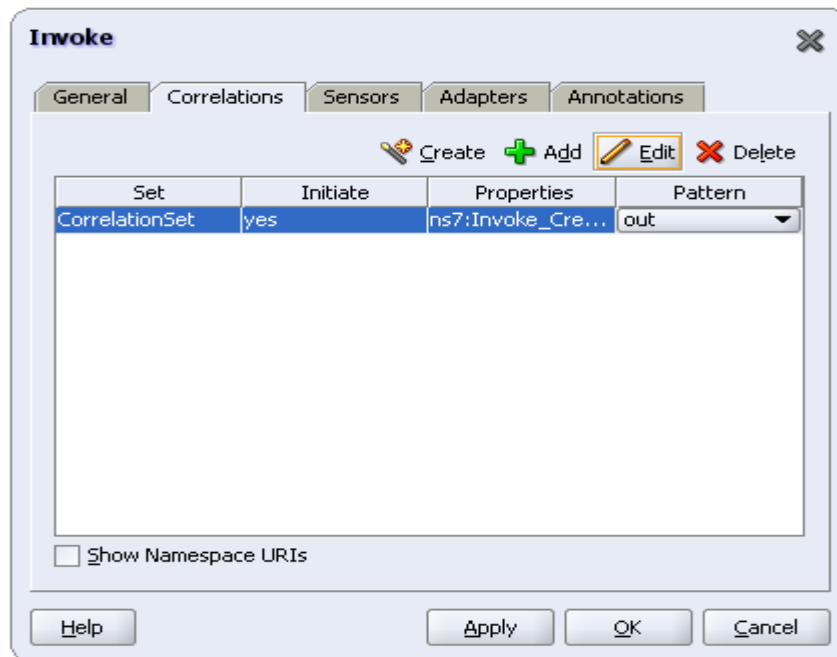 Invoke
General Correlations Sensors Adapters Annotations
Create Add Edit Delete
Set Initiate Properties Pattern
CorrelationSet yes ns7:Invoke_Cre... out
Show Namespace URIs
Help Apply OK Cancel